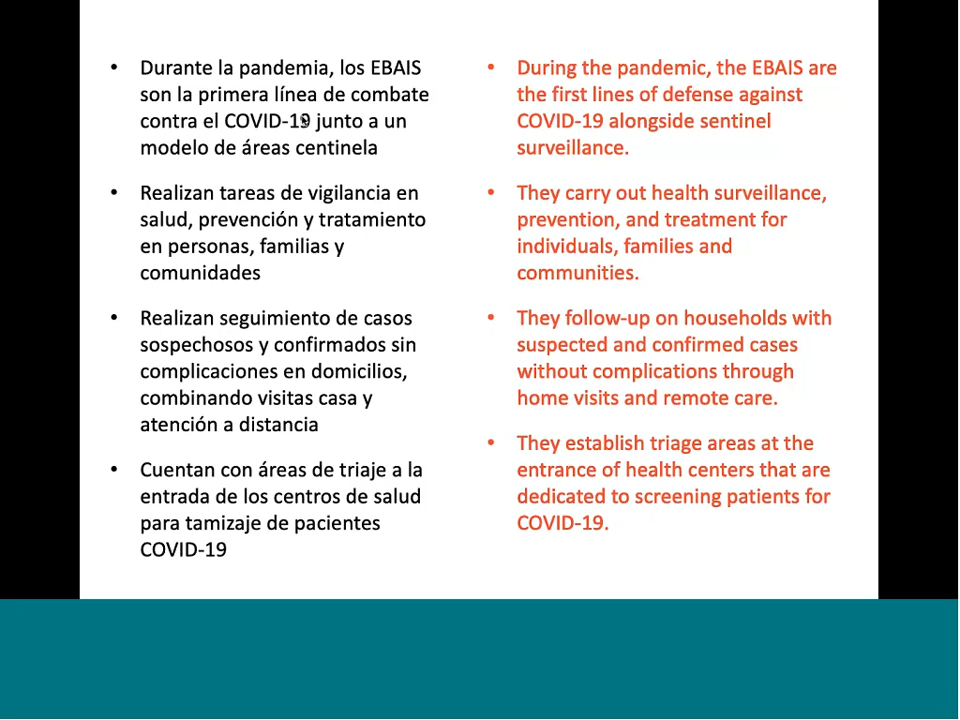 • Durante la pandemia, los EBAIS
son la primera línea de combate
contra el COVID-19 junto a un
modelo de áreas centinela
• Realizan tareas de vigilancia en
salud, prevención y tratamiento
en personas, familias y
comunidades
• Realizan seguimiento de casos
sospechosos y confirmados sin
complicaciones en domicilios,
combinando visitas casa y
atención a distancia
• Cuentan con áreas de triaje a la
entrada de los centros de salud
para tamizaje de pacientes
COVID-19
• During the pandemic, the EBAIS are
the first lines of defense against
COVID-19 alongside sentinel
surveillance.
• They carry out health surveillance,
prevention, and treatment for
individuals, families and
communities.
• They follow-up on households with
suspected and confirmed cases
without complications through
home visits and remote care.
• They establish triage areas at the
entrance of health centers that are
dedicated to screening patients for
COVID-19.